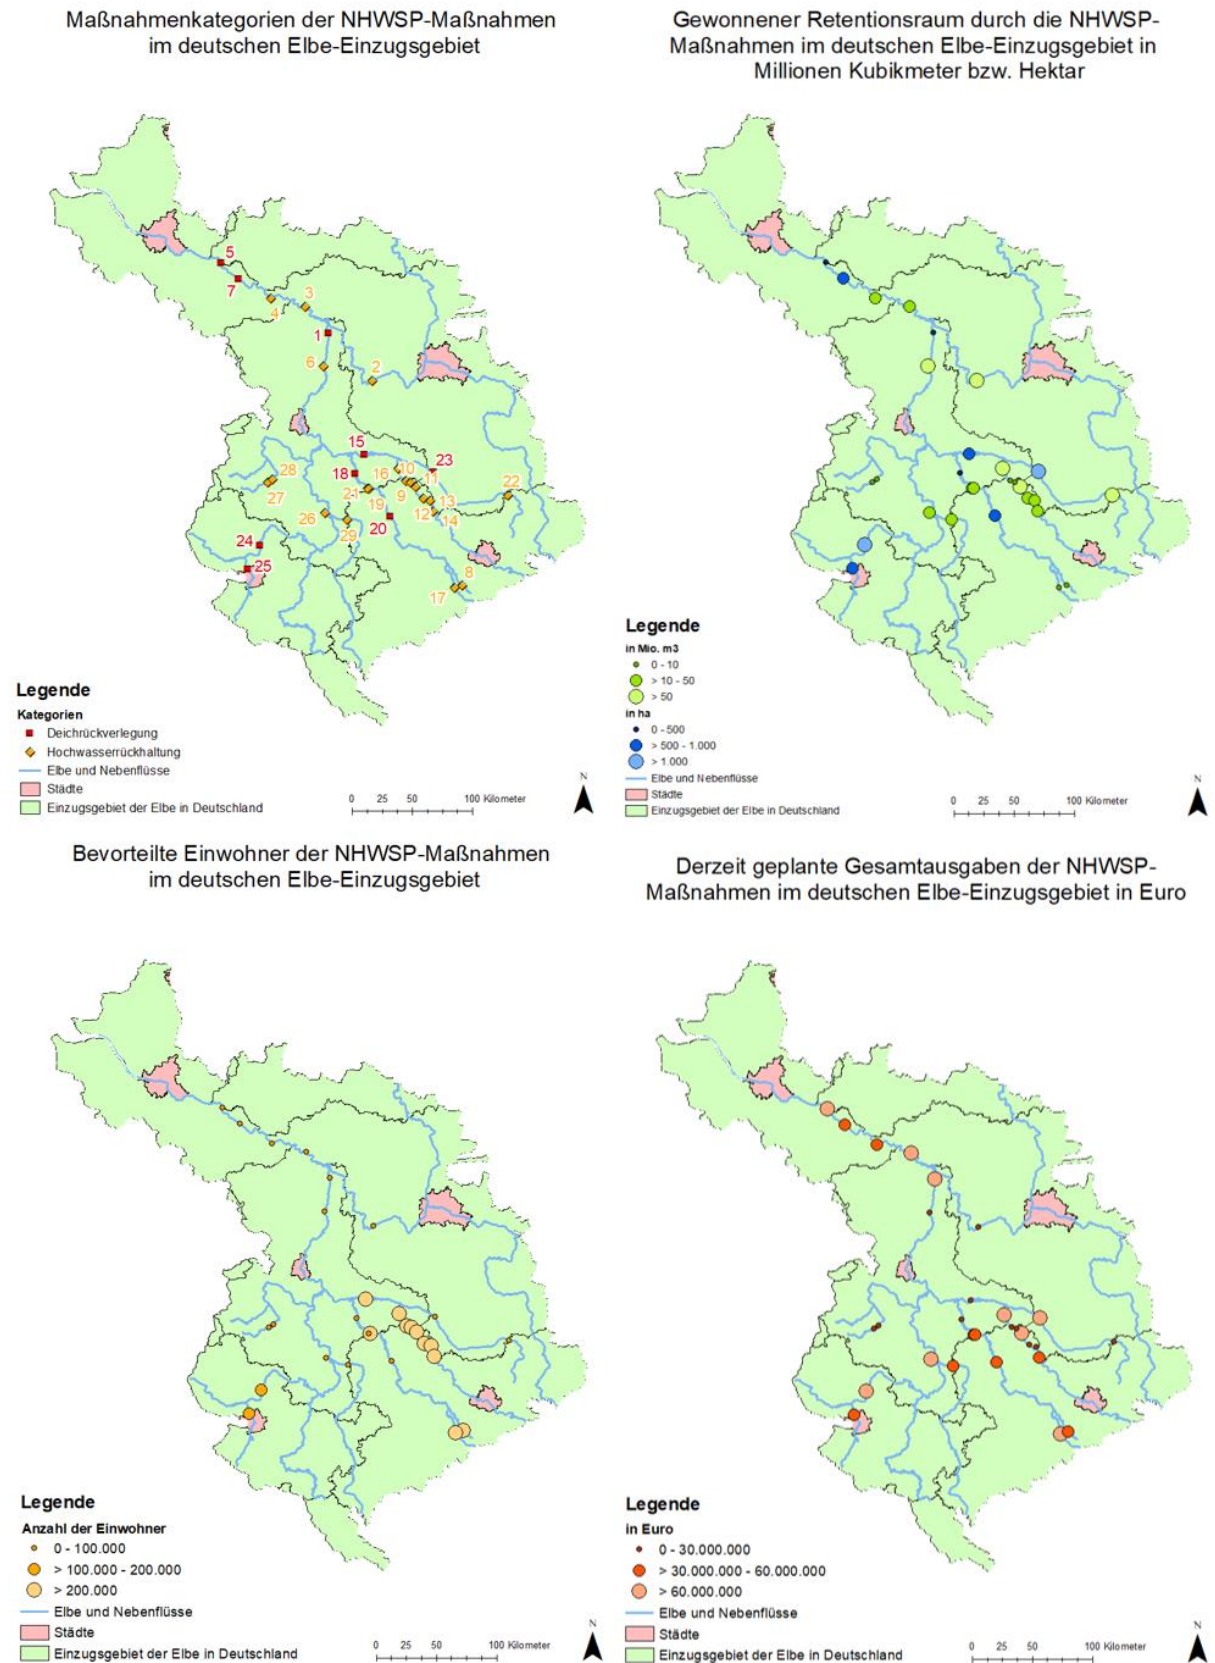 Maßnahmenkategorien der NHWSP-Maßnahmen
im deutschen Elbe-Einzugsgebiet
5
7
4
3
1
6
2
15
18
16
10
11
23
22
28
27
21
19
9
13
12
14
26
29
20
24
25
8
17
Legende
Kategorien
Deichrückverlegung
Hochwasserrückhaltung
Elbe und Nebenflüsse
Städte
Einzugsgebiet der Elbe in Deutschland
0 25 50 100 Kilometer
N
Gewonnener Retentionsraum durch die NHWSP-
Maßnahmen im deutschen Elbe-Einzugsgebiet in
Millionen Kubikmeter bzw. Hektar
Legende
in Mio. m3
0 - 10
> 10 - 50
> 50
in ha
0 - 500
> 500 - 1.000
> 1.000
Elbe und Nebenflüsse
Städte
Einzugsgebiet der Elbe in Deutschland
0 25 50 100 Kilometer
N
Bevorteilte Einwohner der NHWSP-Maßnahmen
im deutschen Elbe-Einzugsgebiet
Legende
Anzahl der Einwohner
0 - 100.000
> 100.000 - 200.000
> 200.000
Elbe und Nebenflüsse
Städte
Einzugsgebiet der Elbe in Deutschland
0 25 50 100 Kilometer
N
Derzeit geplante Gesamtausgaben der NHWSP-
Maßnahmen im deutschen Elbe-Einzugsgebiet in Euro
Legende
in Euro
0 - 30.000.000
> 30.000.000 - 60.000.000
> 60.000.000
Elbe und Nebenflüsse
Städte
Einzugsgebiet der Elbe in Deutschland
0 25 50 100 Kilometer
N